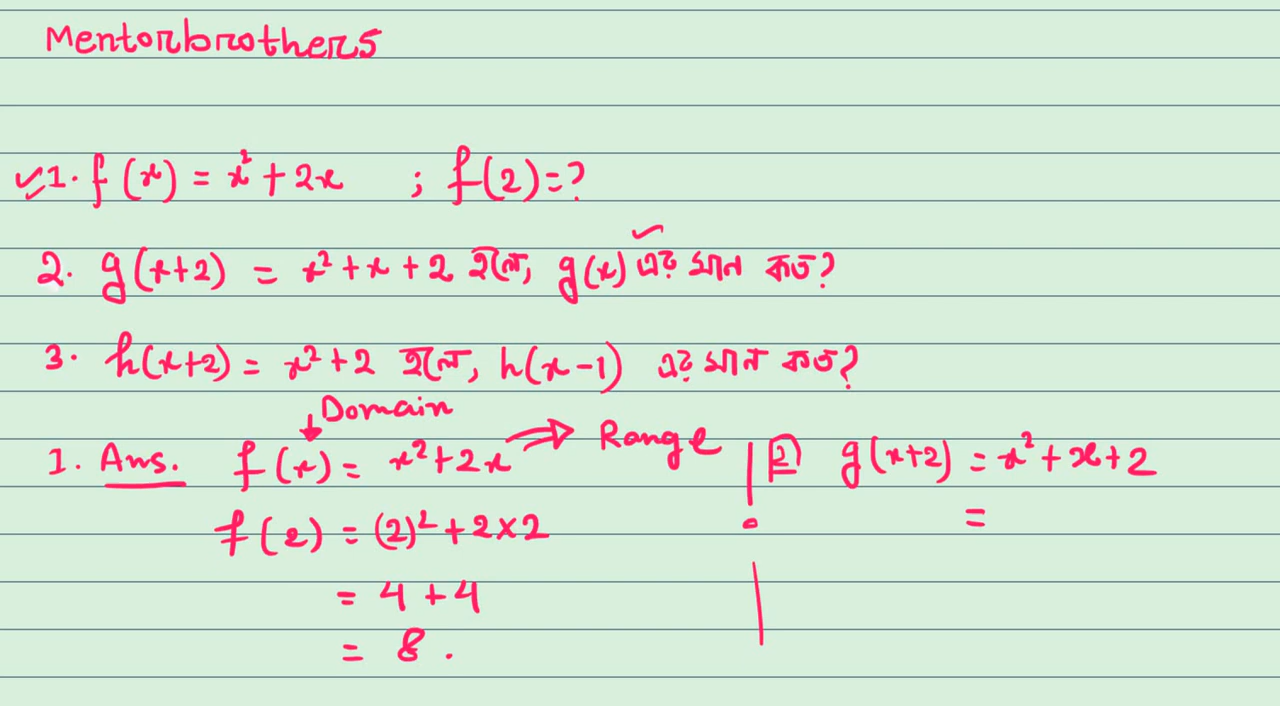 Mentorbrothers
✓1. f(x) = x² + 2x ; f(2)=?
2. g(x+2) = x² + x + 2 হলে, g(x) এর মান কত?
3. h(x+2) = x² + 2 হলে, h(x-1) এর মান কত?
Domain
1. Ans. f(x) = x² + 2x ⇒ Range
f(2) = (2)² + 2×2
= 4 + 4
= 8.
2 g(x+2) = x² + x + 2
=